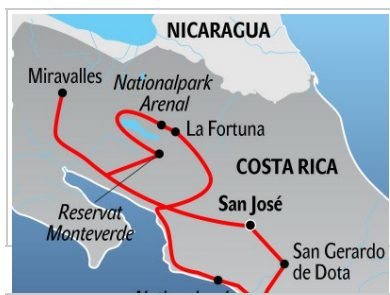 NICARAGUA
Miravalles
Nationalpark
Arenal
La Fortuna
COSTA RICA
San José
Reservat
Monteverde
San Gerardo
de Dota